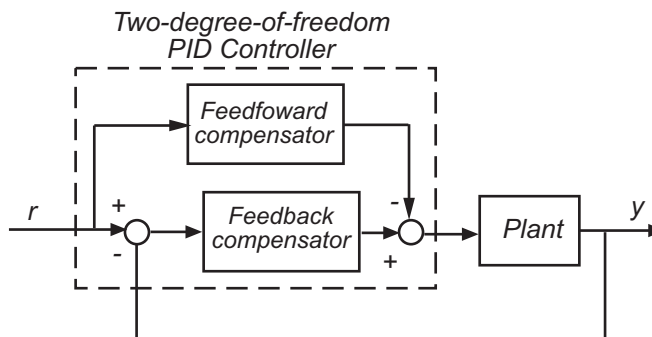 Two-degree-of-freedom
PID Controller
Feedfoward
compensator
-
r
+
-
Feedback
compensator
+
Plant
y